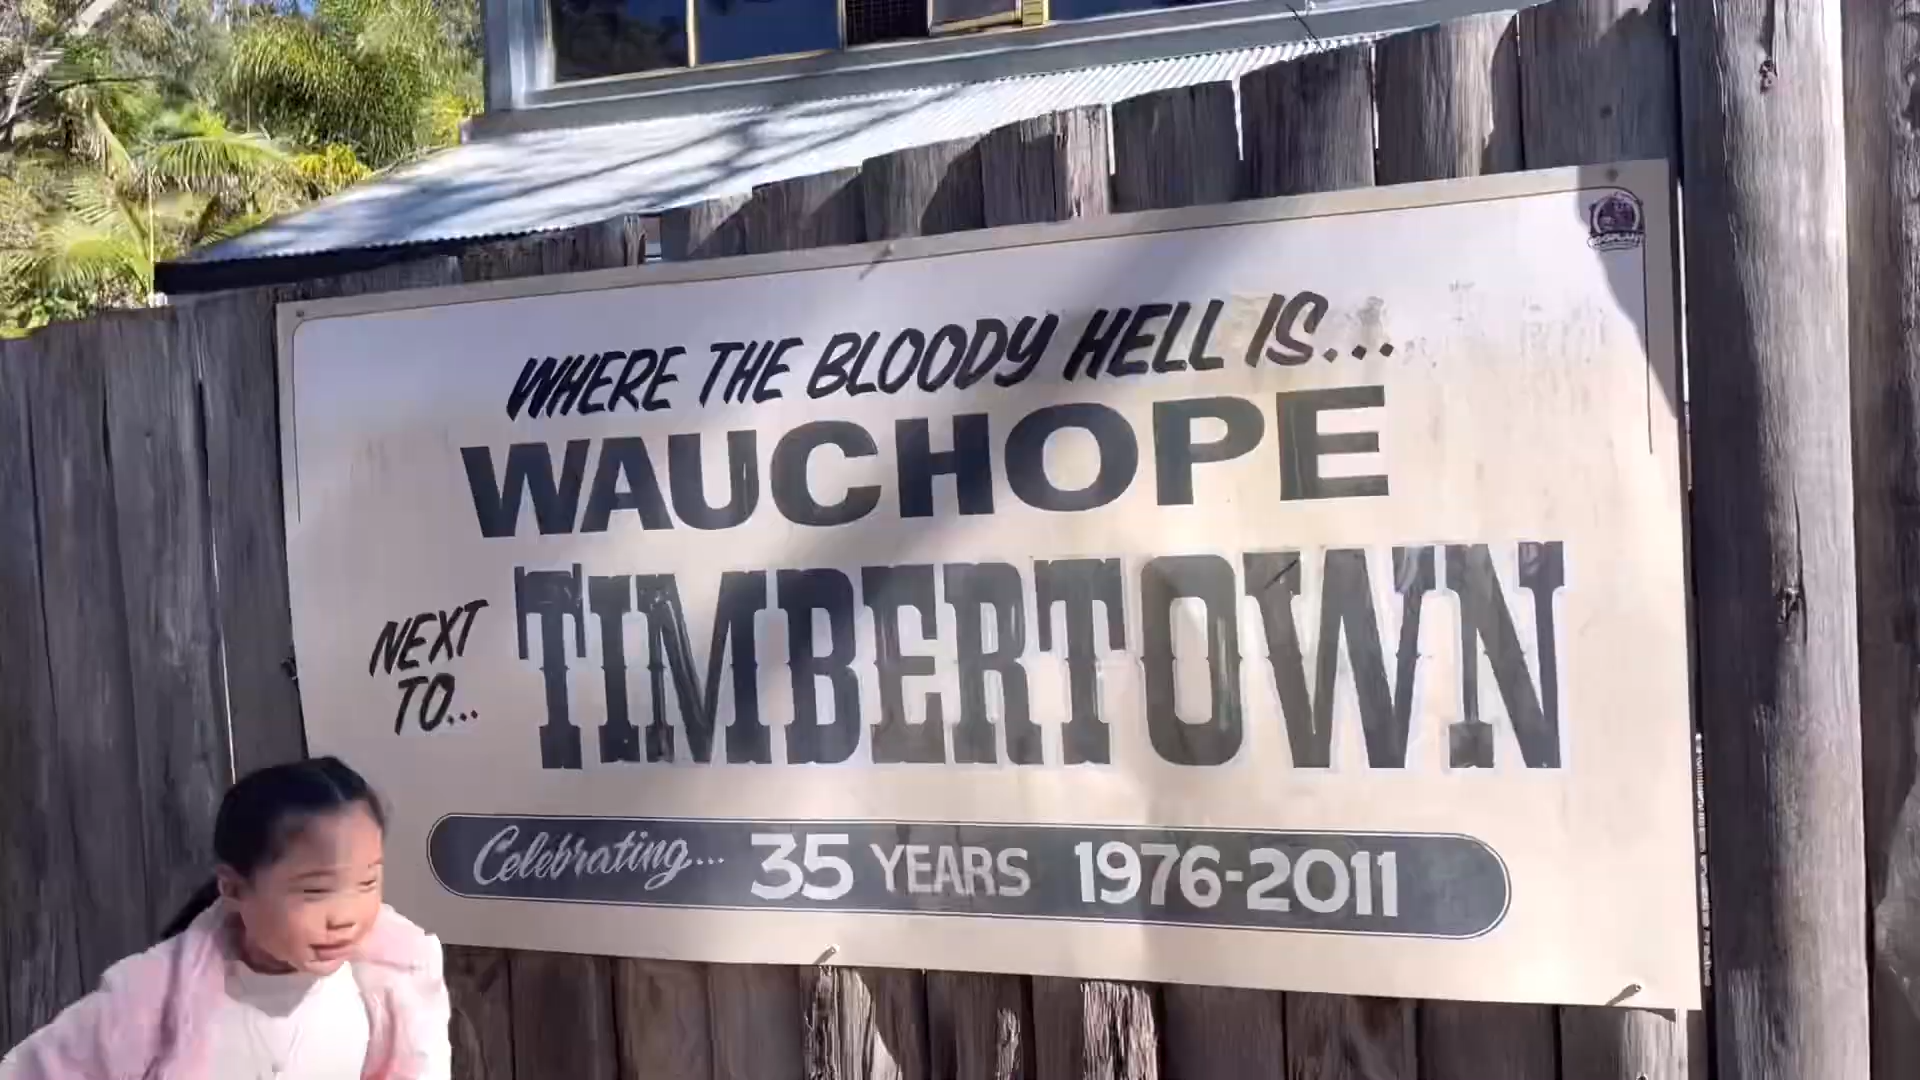 WHERE THE BLOODY HELL IS...
WAUCHOPE
NEXT
TO...
TIMBERTOWN
Celebrating... 35 YEARS 1976-2011